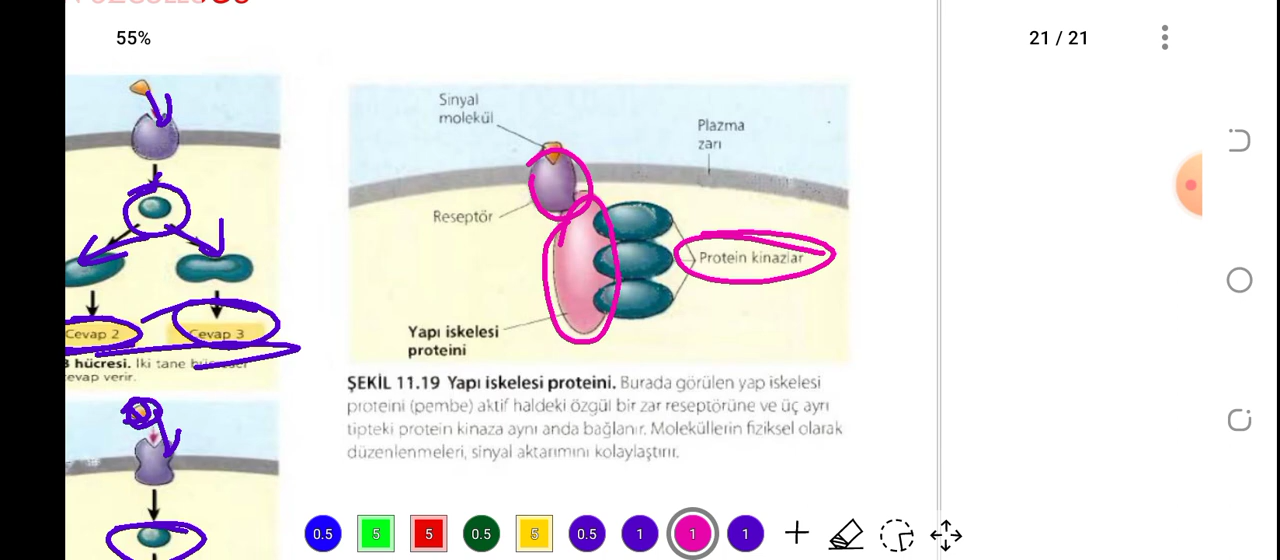 55%
21 / 21
Sinyal
molekül
Plazma
zarı
Reseptör
Protein kinazlar
Yapı iskelesi
proteini
Cevap 2
Cevap 3
hücresi. İki tane
cevap verir.
ŞEKİL 11.19 Yapı iskelesi proteini. Burada görülen yap iskelesi
proteini (pembe) aktif haldeki özgül bir zar reseptörüne ve üç ayrı
tipteki protein kinaza aynı anda bağlanır. Moleküllerin fiziksel olarak
düzenlenmeleri, sinyal aktarımını kolaylaştırır.
0.5
5
5
0.5
5
0.5
1
1
1